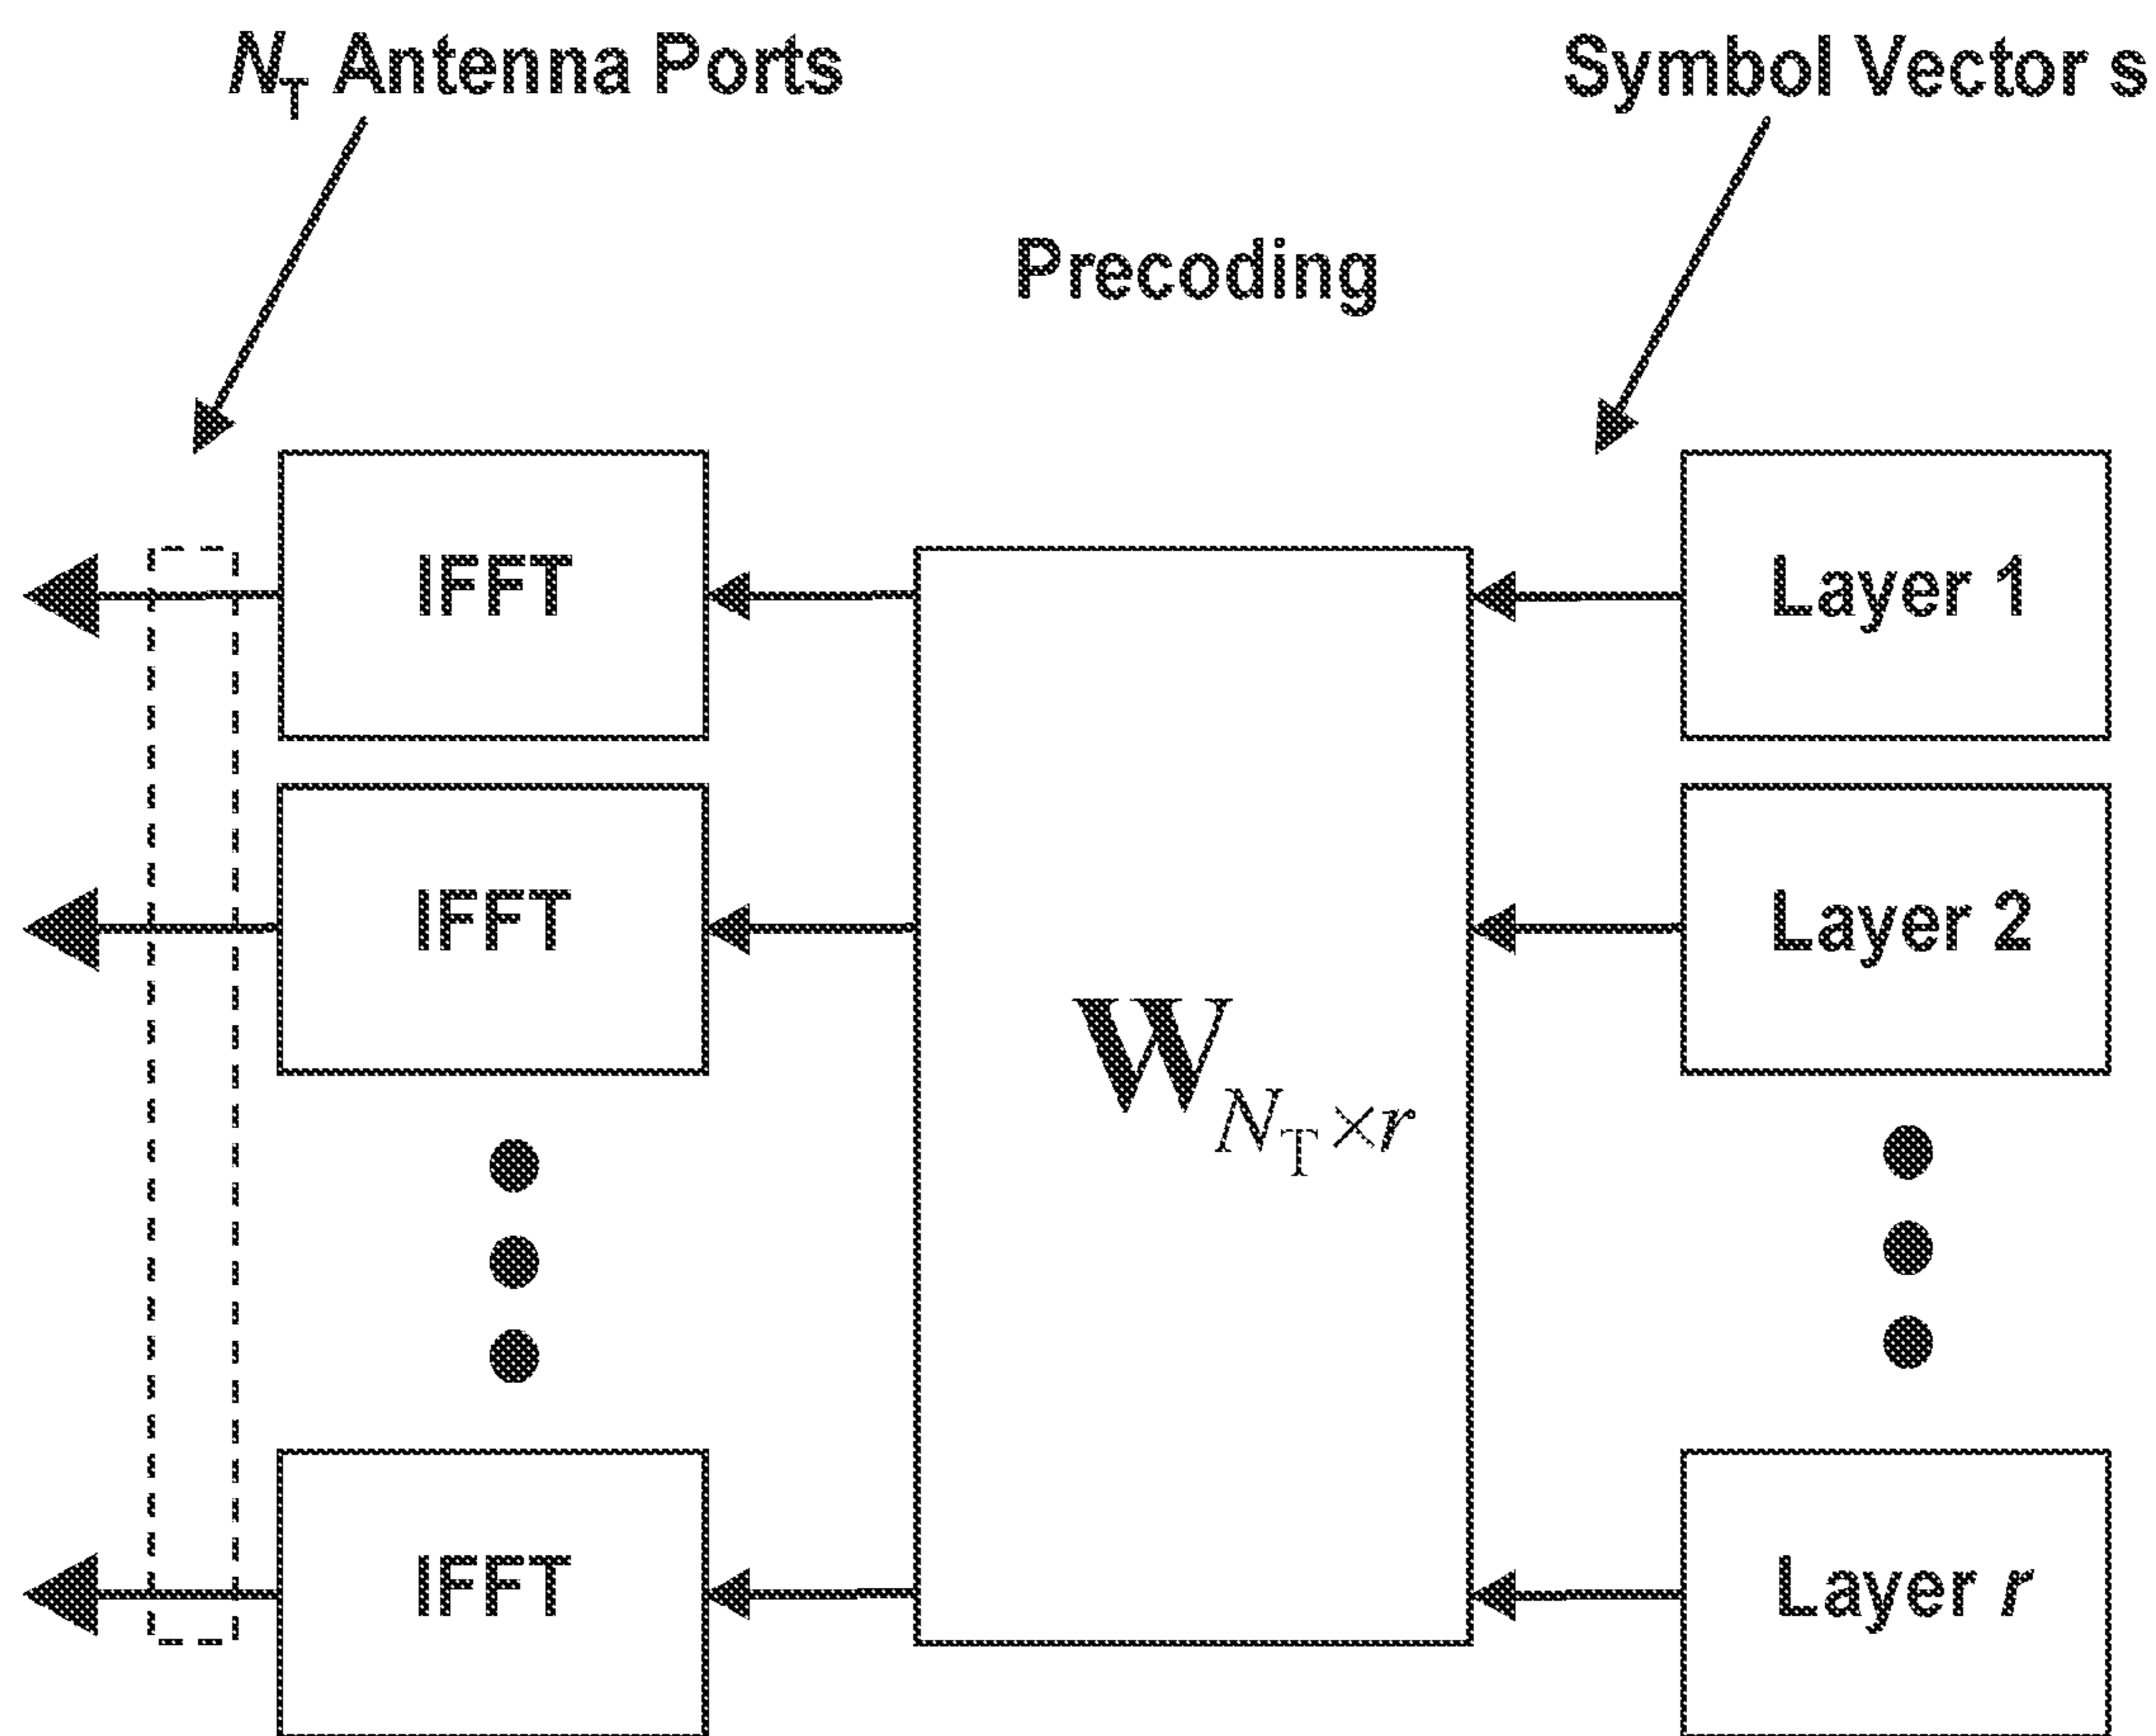 N_T Antenna Ports
Symbol Vector s
Precoding
IFFT
Layer 1
IFFT
Layer 2
W_{N_T×r}
IFFT
Layer r